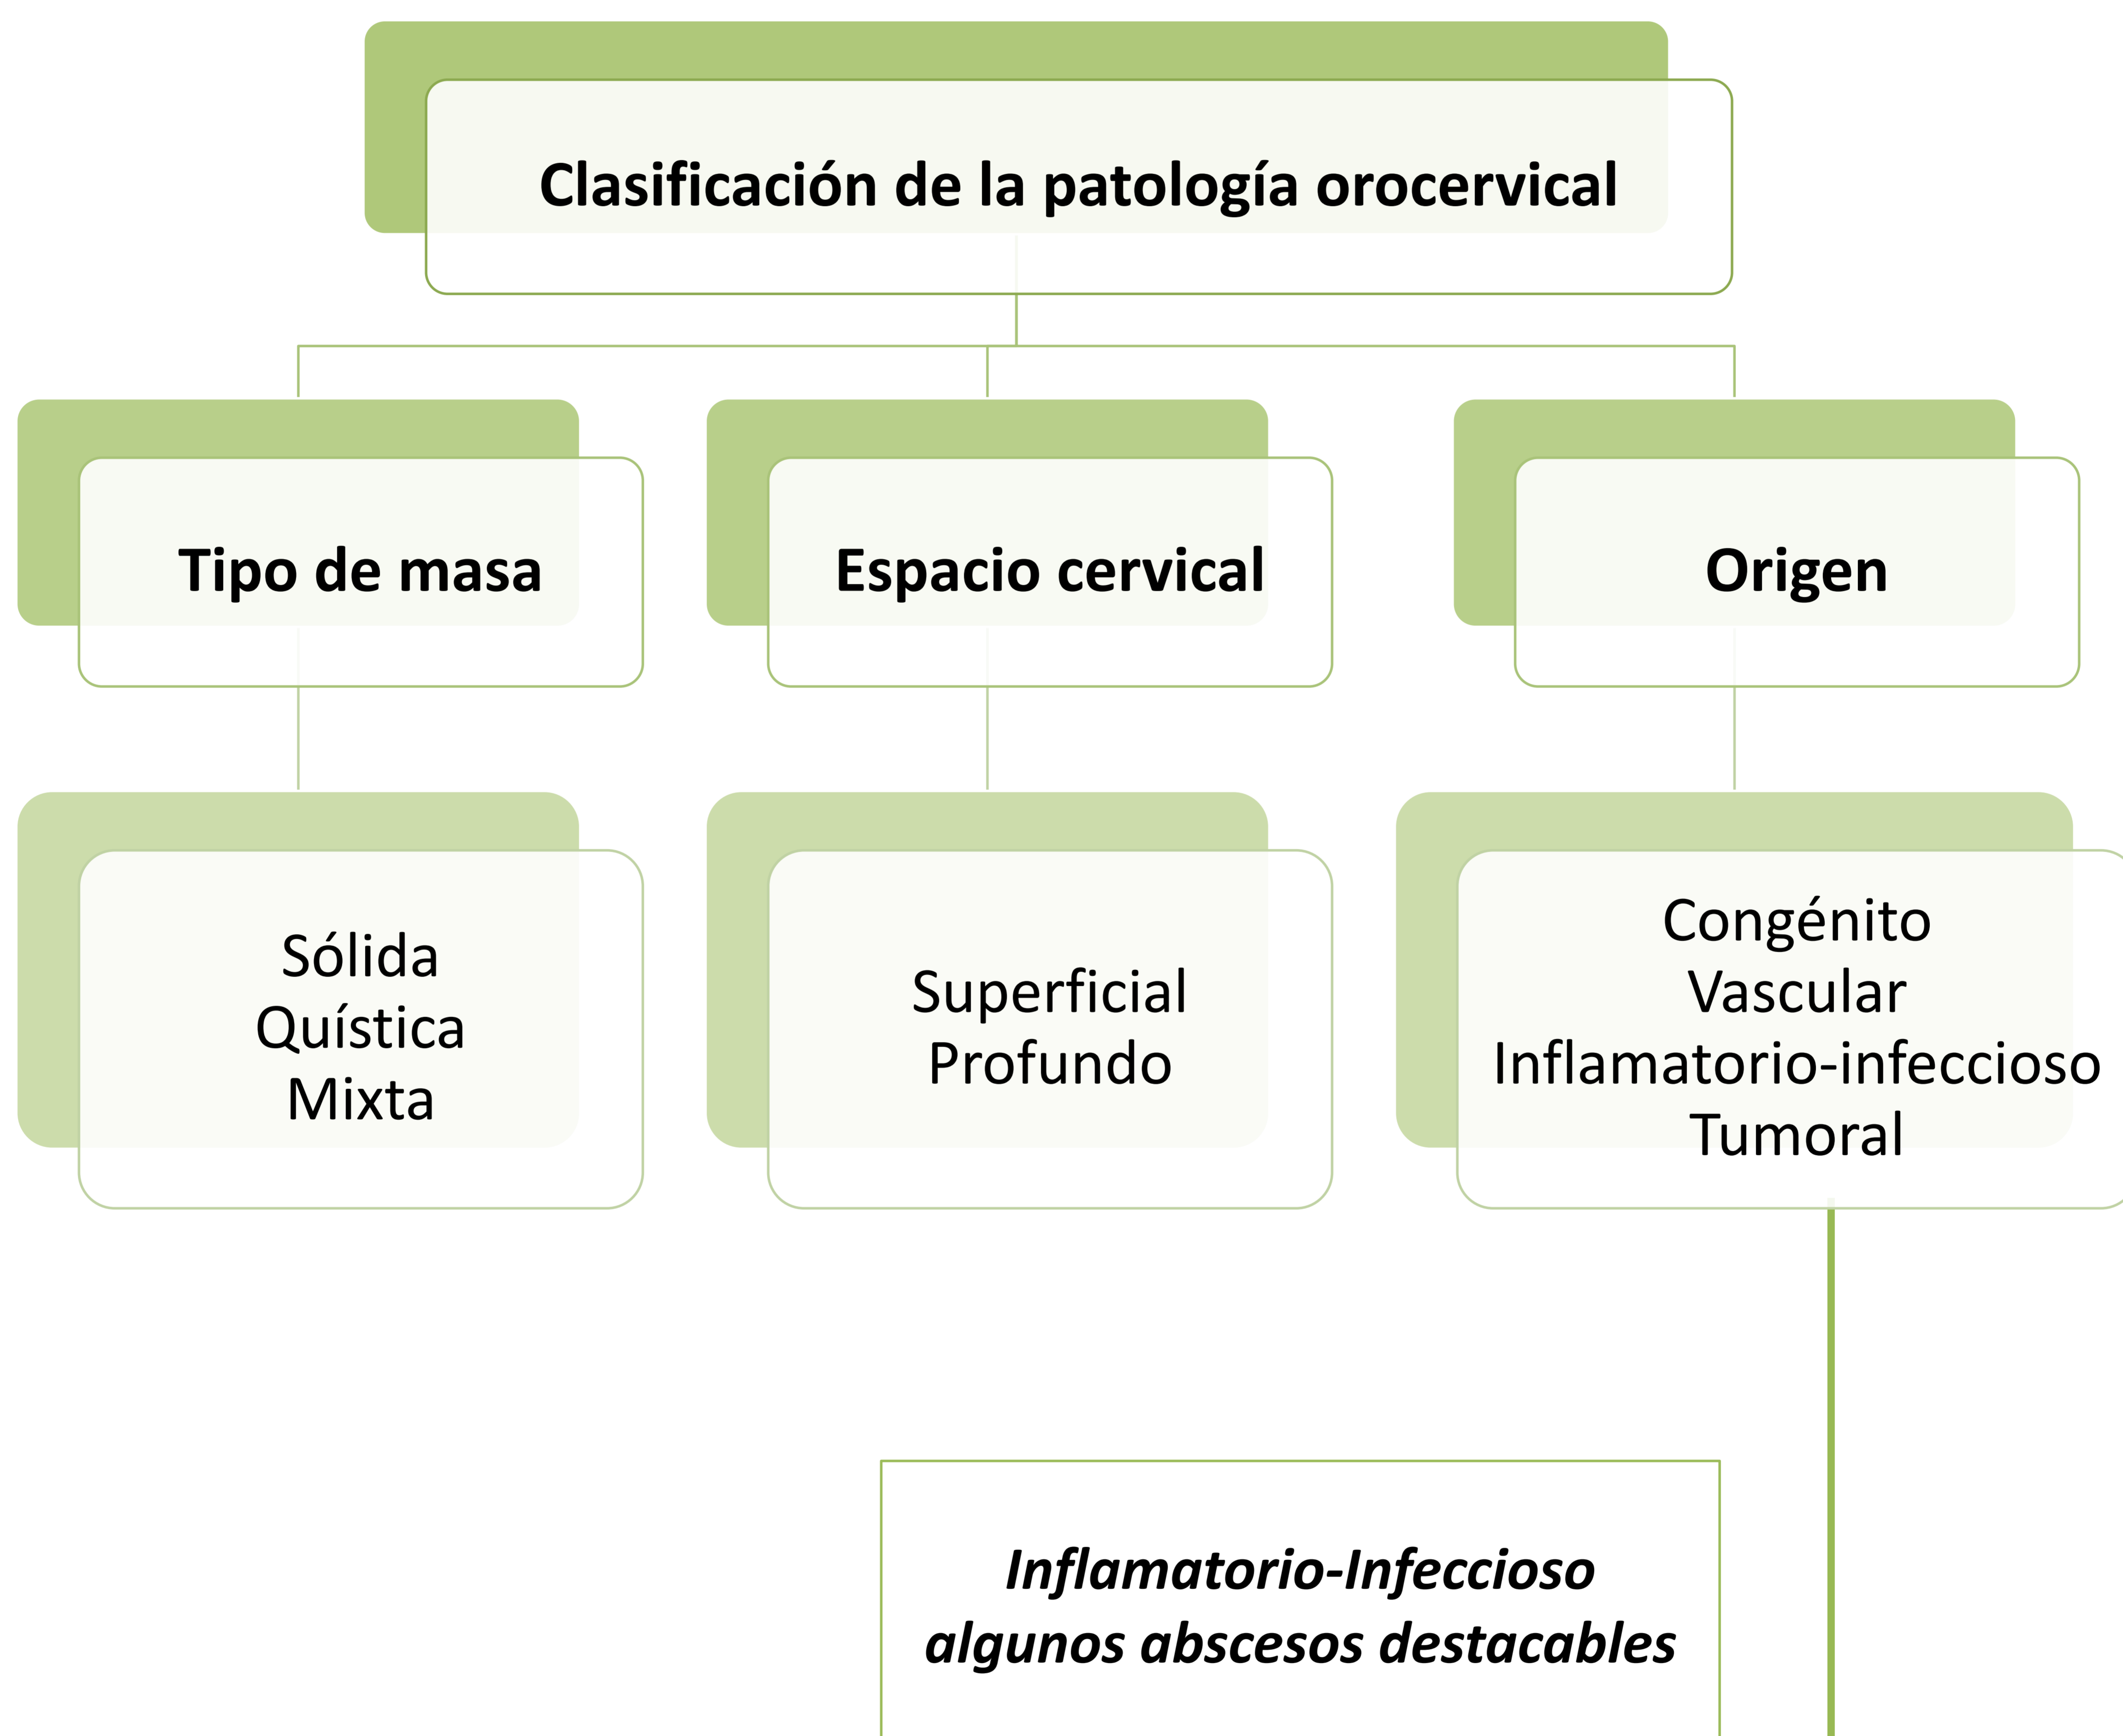 Clasificación de la patología orocervical
Tipo de masa
Espacio cervical
Origen
Sólida
Quística
Mixta
Superficial
Profundo
Congénito
Vascular
Inflamatorio-infeccioso
Tumoral
Inflamatorio-Infeccioso
algunos abscesos destacables